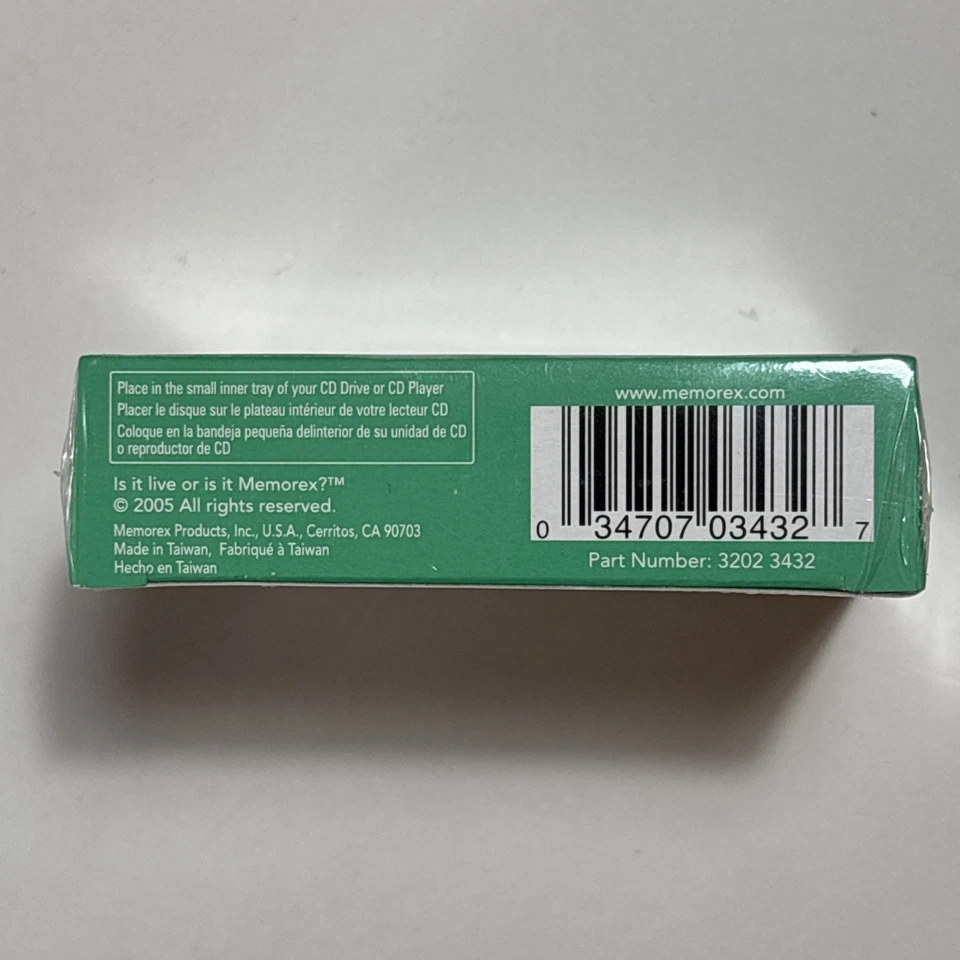 Place in the small inner tray of your CD Drive or CD Player
Placer le disque sur le plateau intérieur de votre lecteur CD
Coloque en la bandeja pequeña delinterior de su unidad de CD
o reproductor de CD
Is it live or is it Memorex?™
© 2005 All rights reserved.
Memorex Products, Inc., U.S.A., Cerritos, CA 90703
Made in Taiwan, Fabriqué à Taiwan
Hecho en Taiwan
www.memorex.com
0 34707 03432 7
Part Number: 3202 3432